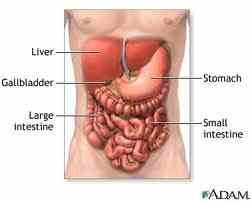 Liver
Stomach
Gallbladder
Large
intestine
Small
intestine
ADAM